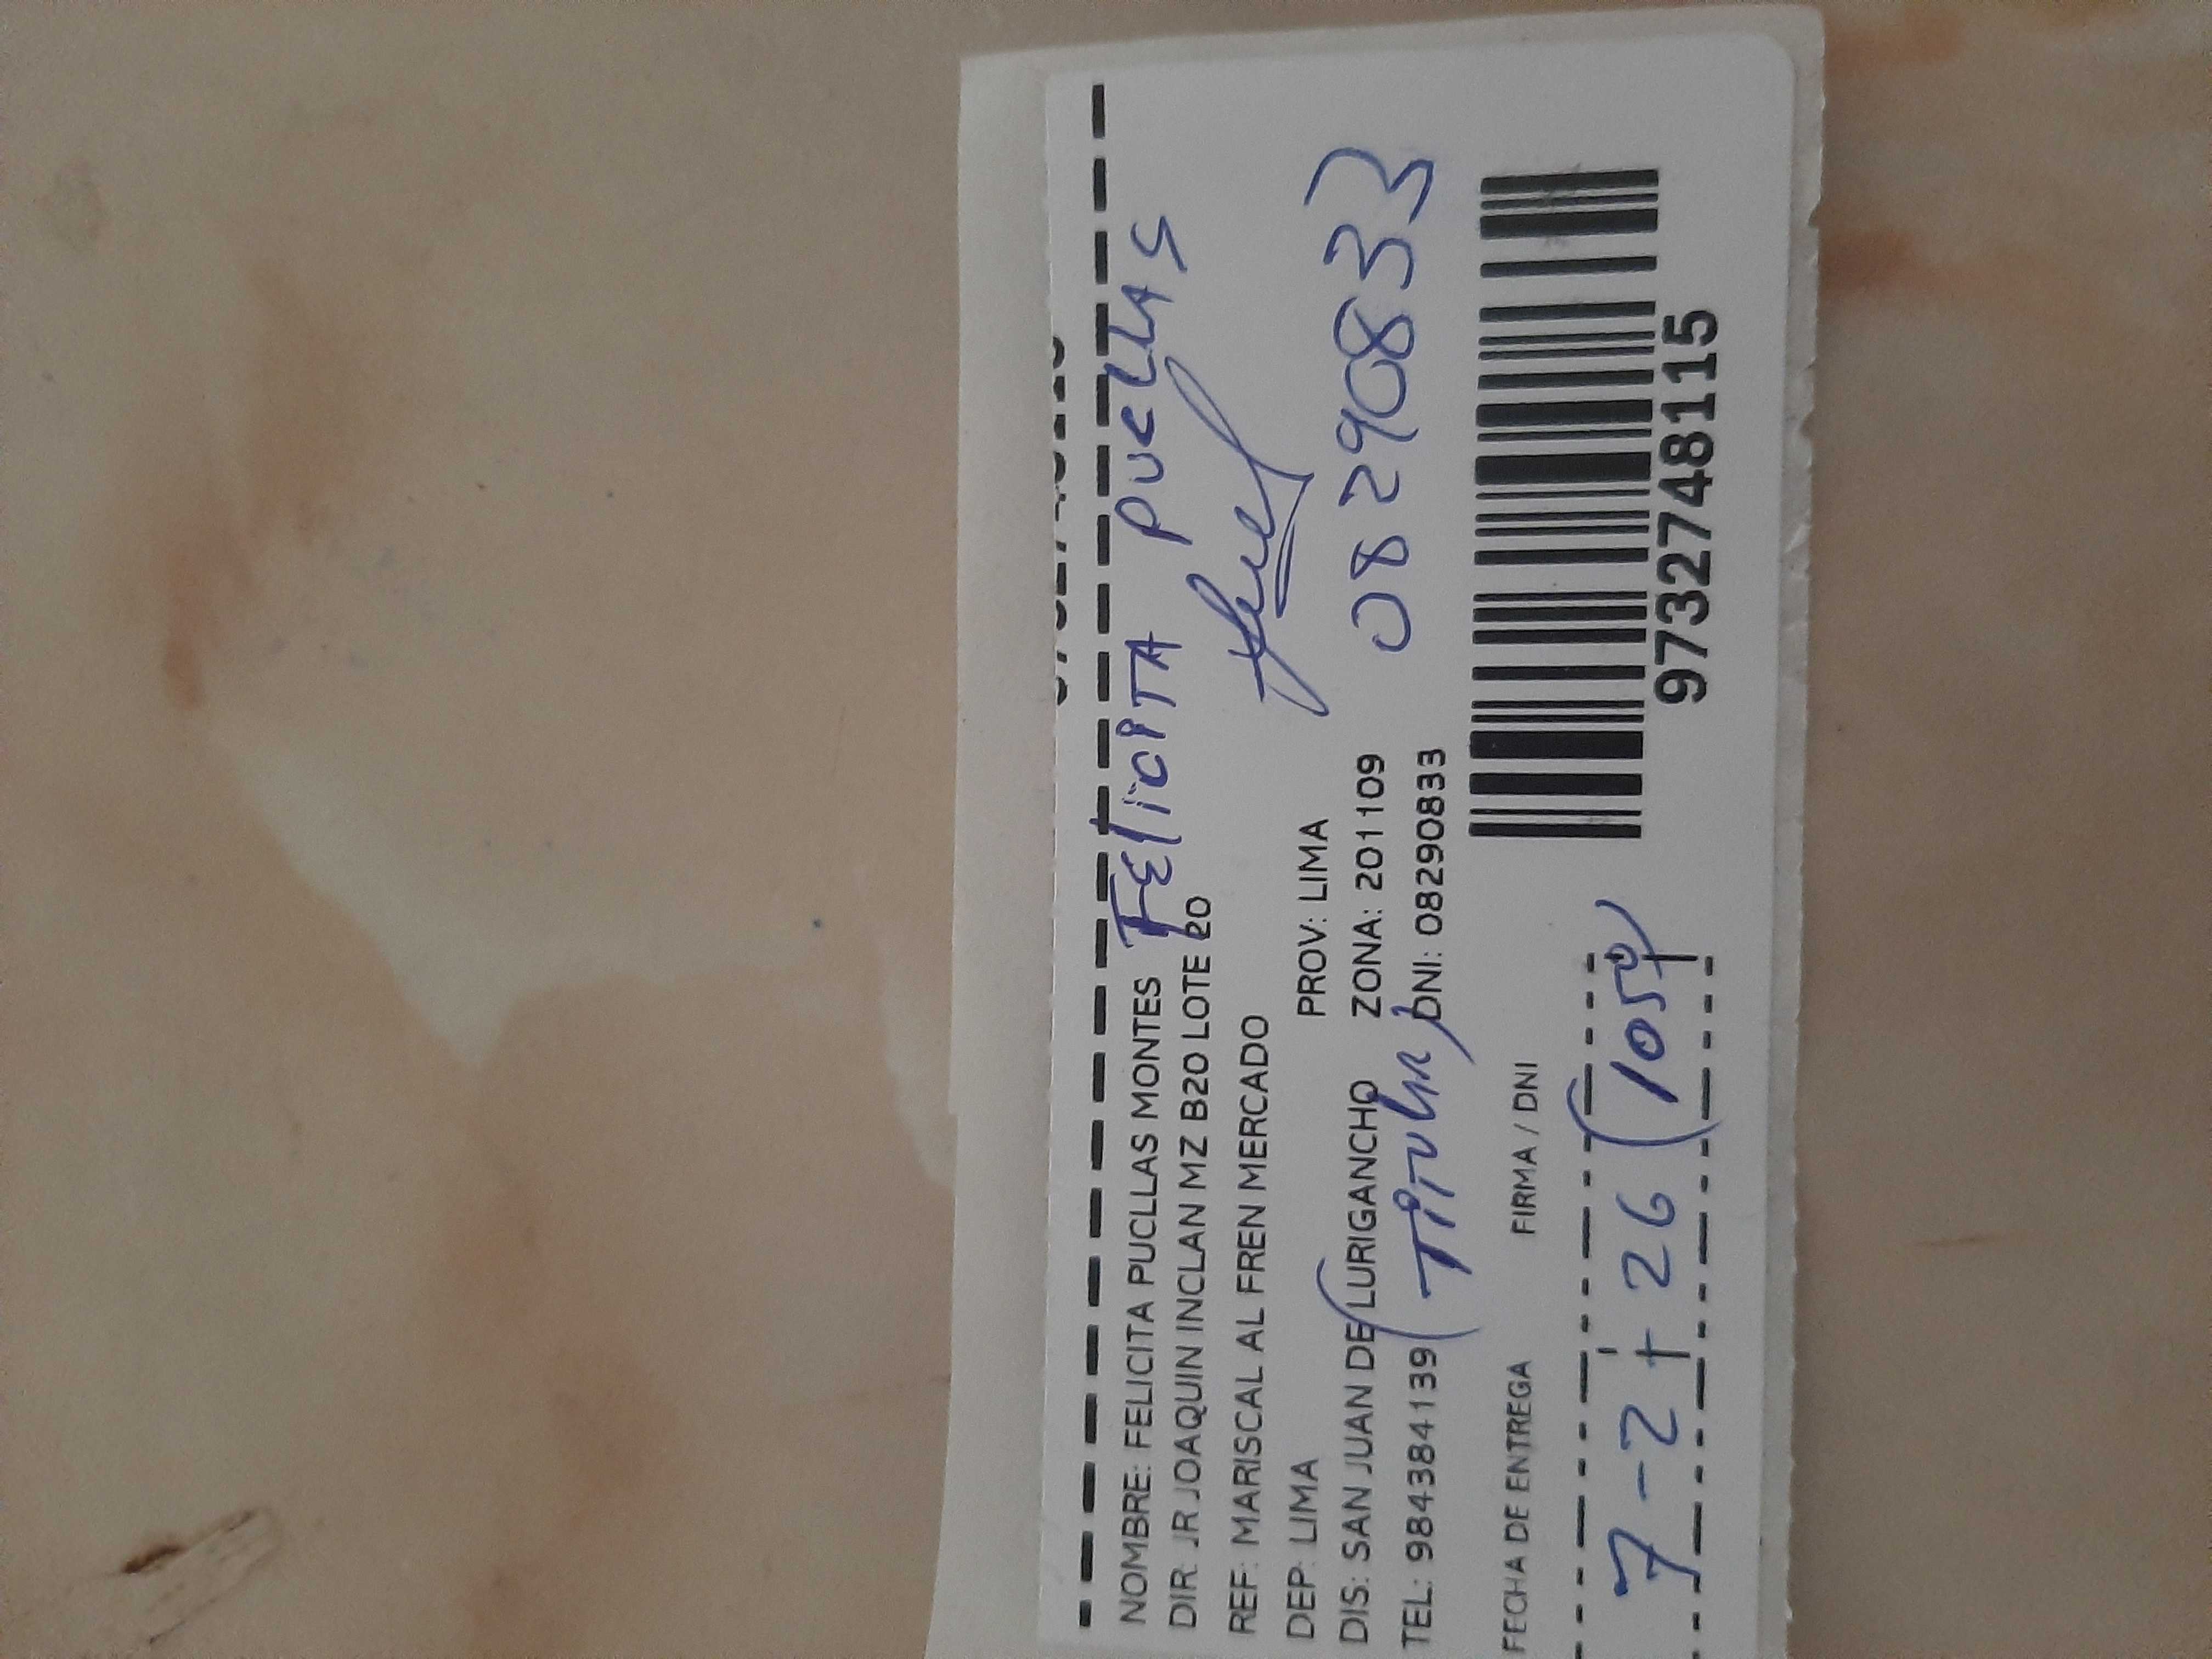 FELICITA PUCLLAS
NOMBRE: FELICITA PUCLLAS MONTES
DIR: JR JOAQUIN INCLAN MZ B20 LOTE 20
REF: MARISCAL AL FREN MERCADO
DEP: LIMA PROV: LIMA
DIS: SAN JUAN DE LURIGANCHO ZONA: 201109
08290833
TEL: 984384139 (Titular) DNI: 08290833
FECHA DE ENTREGA FIRMA / DNI
7-2-26
9732748115